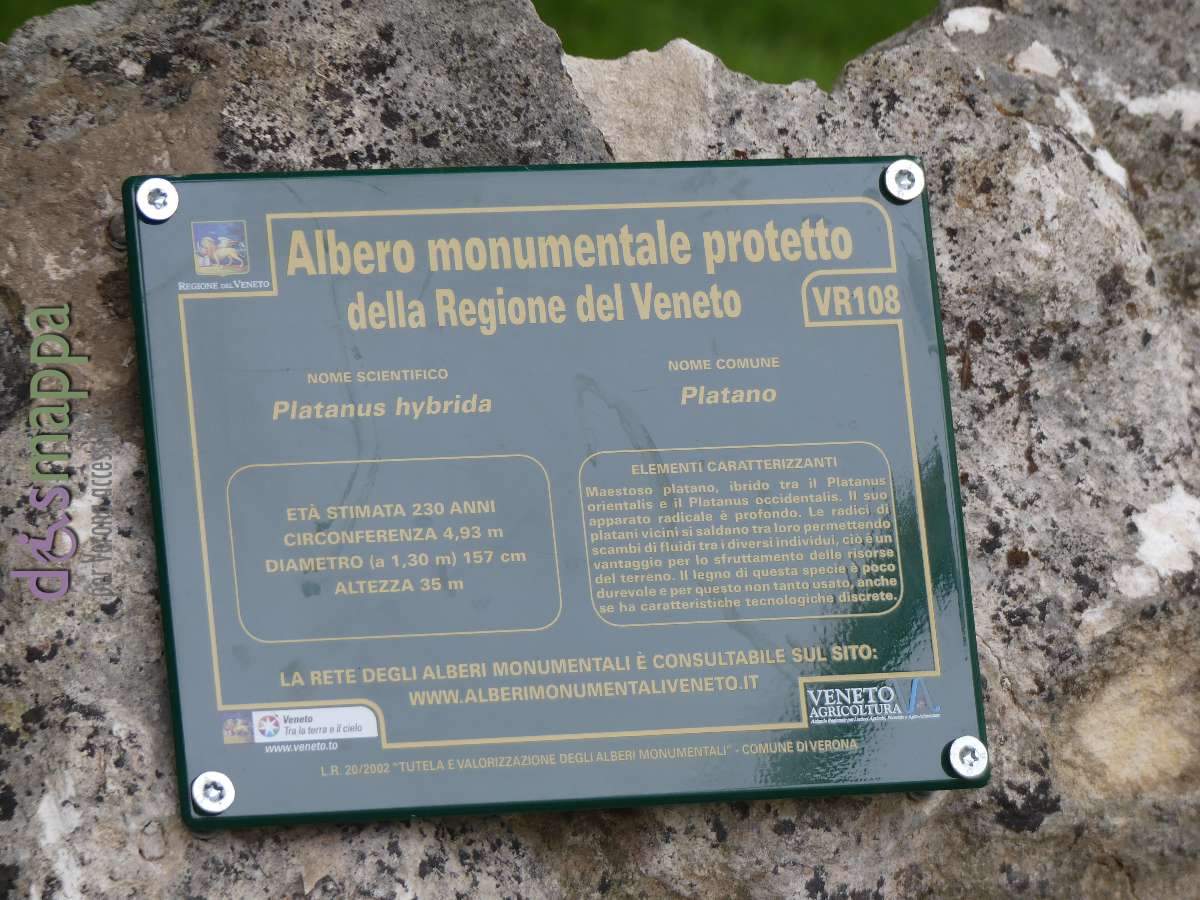 Albero monumentale protetto
della Regione del Veneto
REGIONE DEL VENETO
VR108
NOME SCIENTIFICO
Platanus hybrida
NOME COMUNE
Platano
ETÀ STIMATA 230 ANNI
CIRCONFERENZA 4,93 m
DIAMETRO (a 1,30 m) 157 cm
ALTEZZA 35 m
ELEMENTI CARATTERIZZANTI
Maestoso platano, ibrido tra il Platanus
orientalis e il Platanus occidentalis. Il suo
apparato radicale è profondo. Le radici di
platani vicini si saldano tra loro permettendo
scambi di fluidi tra i diversi individui, ciò è un
vantaggio per lo sfruttamento delle risorse
del terreno. Il legno di questa specie è poco
durevole e per questo non tanto usato, anche
se ha caratteristiche tecnologiche discrete.
LA RETE DEGLI ALBERI MONUMENTALI È CONSULTABILE SUL SITO:
WWW.ALBERIMONUMENTALIVENETO.IT
Veneto
Tra la terra e il cielo
www.veneto.to
VENETO
AGRICOLTURA
L.R. 20/2002 "TUTELA E VALORIZZAZIONE DEGLI ALBERI MONUMENTALI" - COMUNE DI VERONA
dismappa